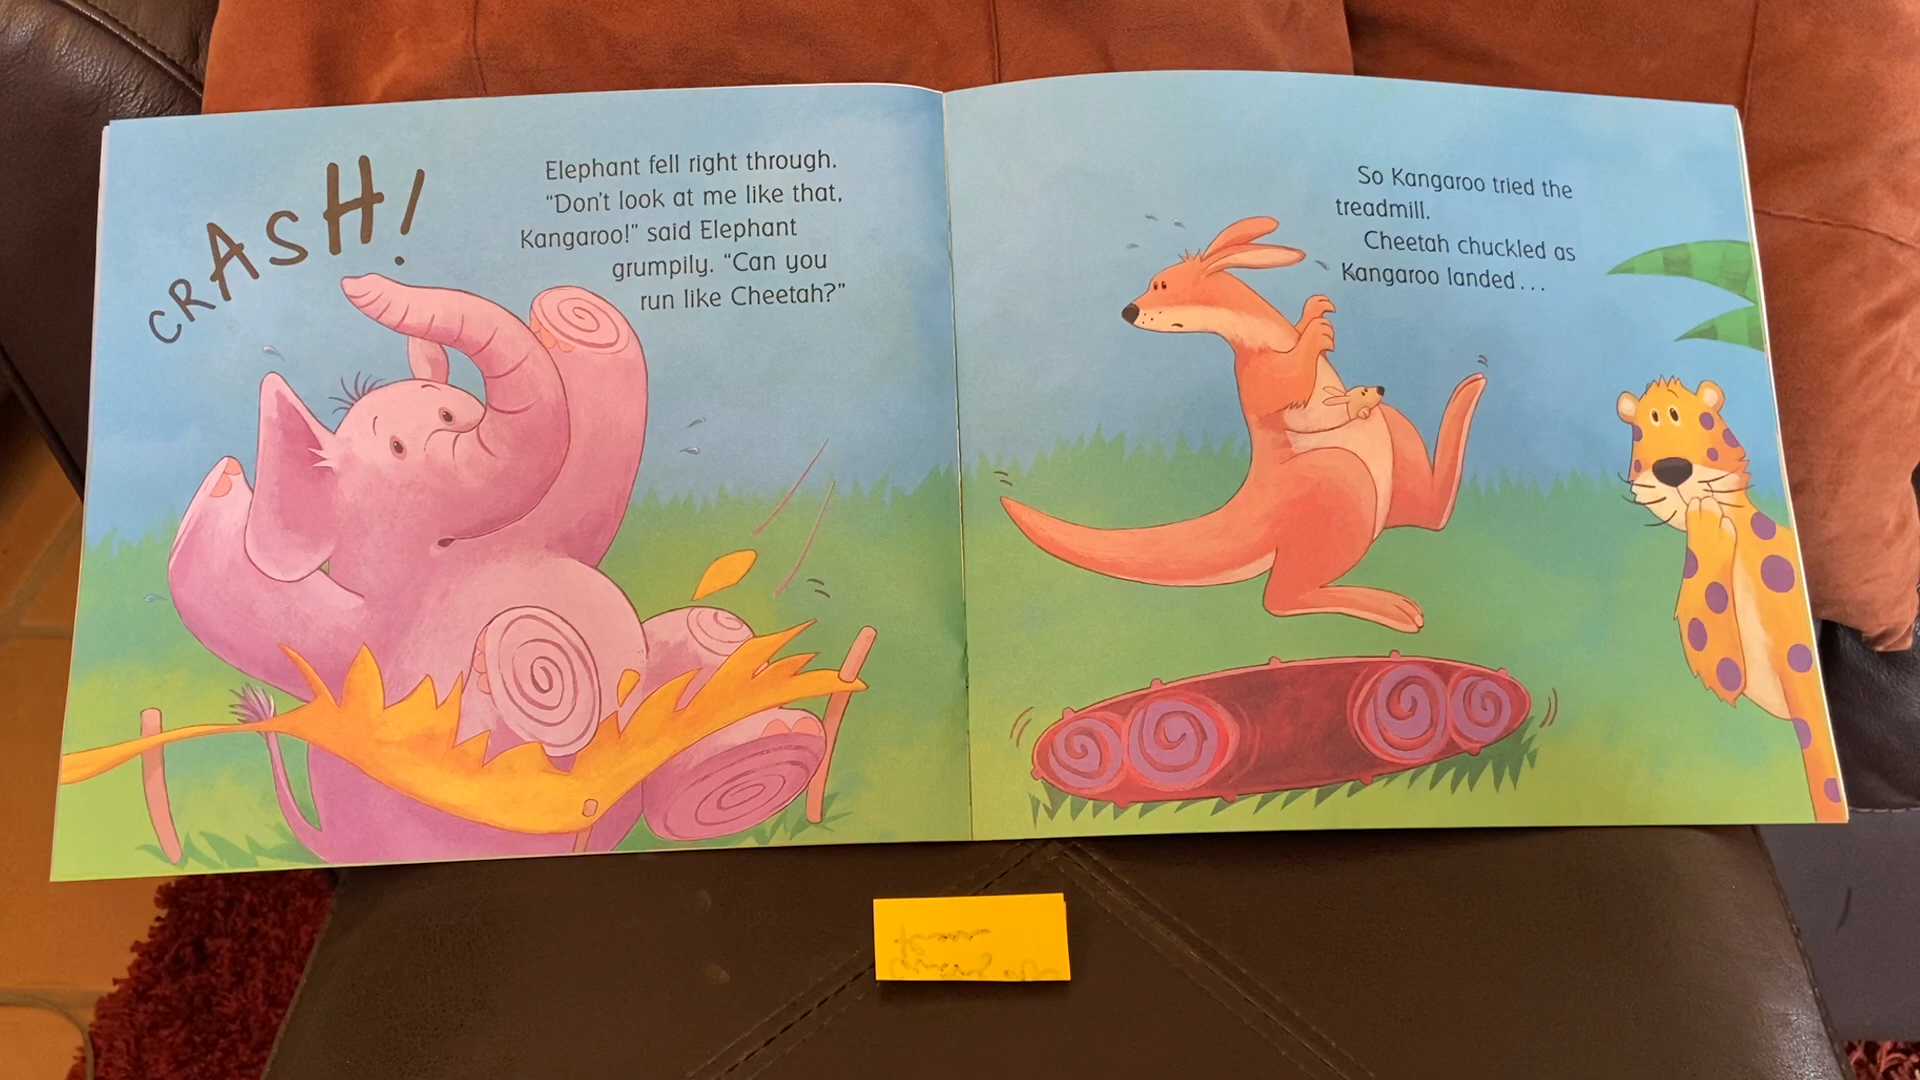 CRASH!
Elephant fell right through.
"Don't look at me like that,
Kangaroo!" said Elephant
grumpily. "Can you
run like Cheetah?"
So Kangaroo tried the
treadmill.
Cheetah chuckled as
Kangaroo landed...